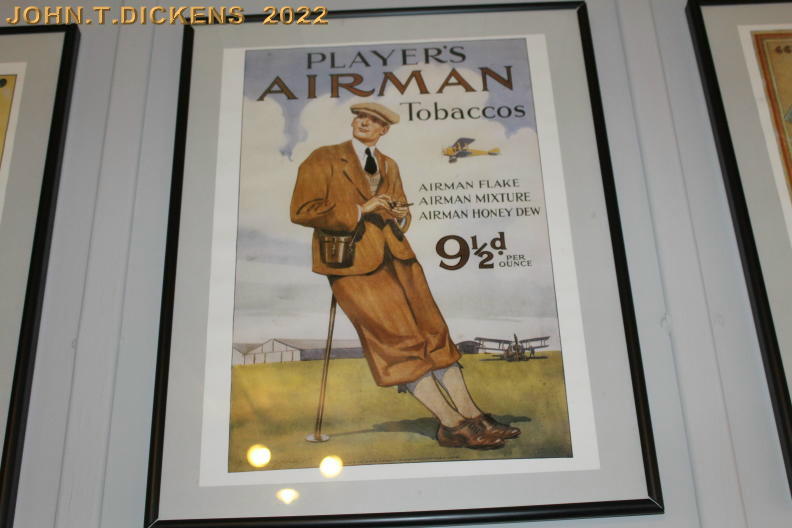 JOHN.T.DICKENS 2022
PLAYER'S
AIRMAN
Tobaccos
AIRMAN FLAKE
AIRMAN MIXTURE
AIRMAN HONEY DEW
9½d. PER OUNCE